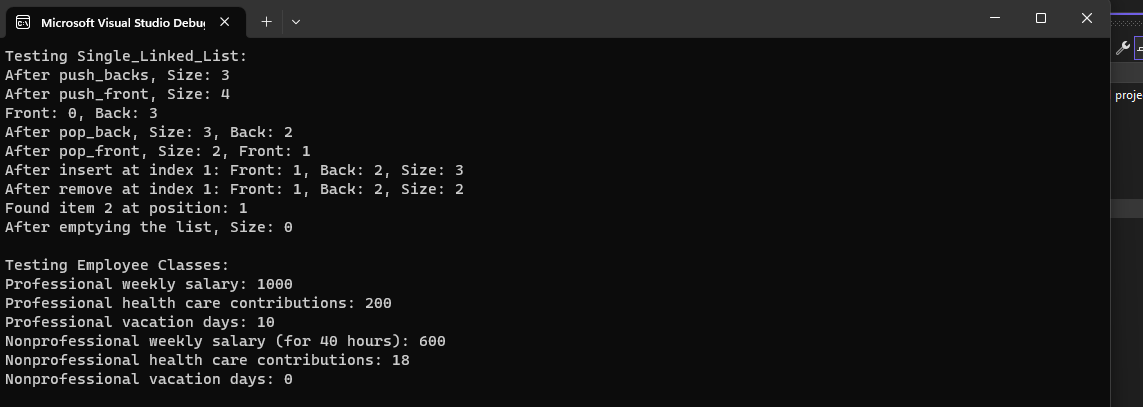 Microsoft Visual Studio Debug
Testing Single_Linked_List:
After push_backs, Size: 3
After push_front, Size: 4
Front: 0, Back: 3
After pop_back, Size: 3, Back: 2
After pop_front, Size: 2, Front: 1
After insert at index 1: Front: 1, Back: 2, Size: 3
After remove at index 1: Front: 1, Back: 2, Size: 2
Found item 2 at position: 1
After emptying the list, Size: 0
Testing Employee Classes:
Professional weekly salary: 1000
Professional health care contributions: 200
Professional vacation days: 10
Nonprofessional weekly salary (for 40 hours): 600
Nonprofessional health care contributions: 18
Nonprofessional vacation days: 0
proje